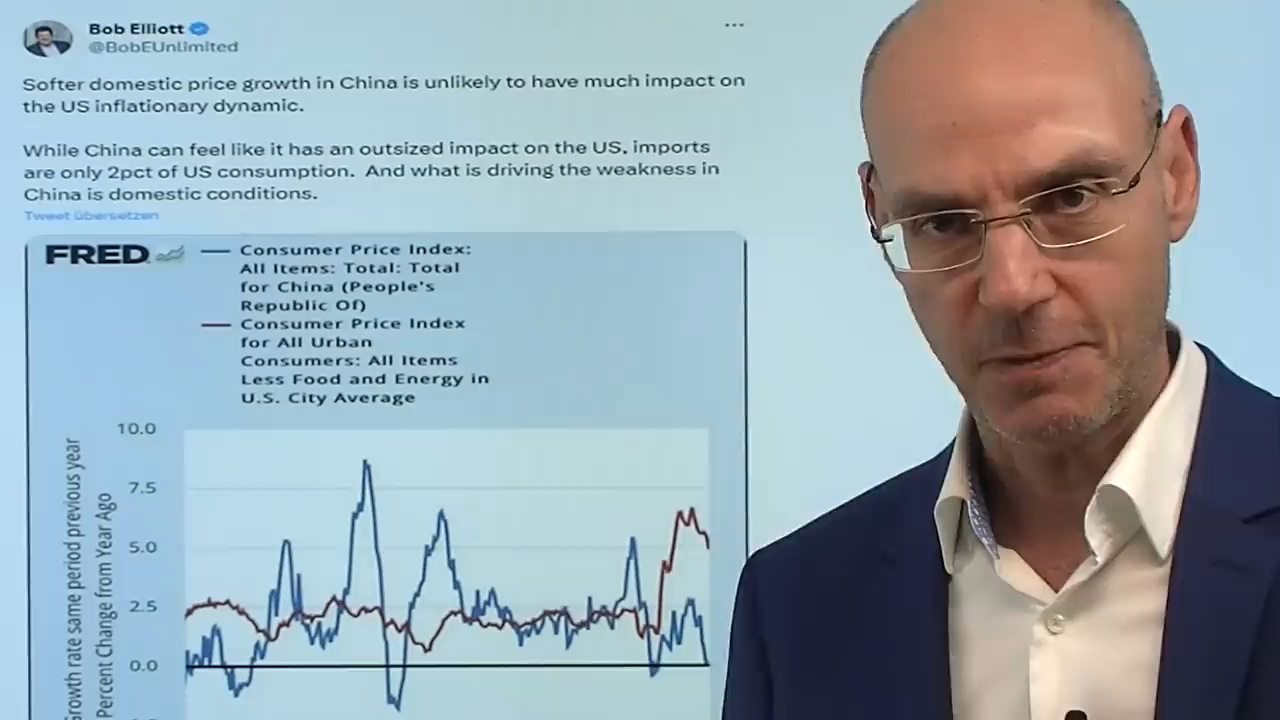 Bob Elliott
@BobEUnlimited
...
Softer domestic price growth in China is unlikely to have much impact on
the US inflationary dynamic.
While China can feel like it has an outsized impact on the US, imports
are only 2pct of US consumption. And what is driving the weakness in
China is domestic conditions.
Tweet übersetzen
FRED
Consumer Price Index:
All Items: Total: Total
for China (People's
Republic Of)
Consumer Price Index
for All Urban
Consumers: All Items
Less Food and Energy in
U.S. City Average
Growth rate same period previous year
Percent Change from Year Ago
10.0
7.5
5.0
2.5
0.0